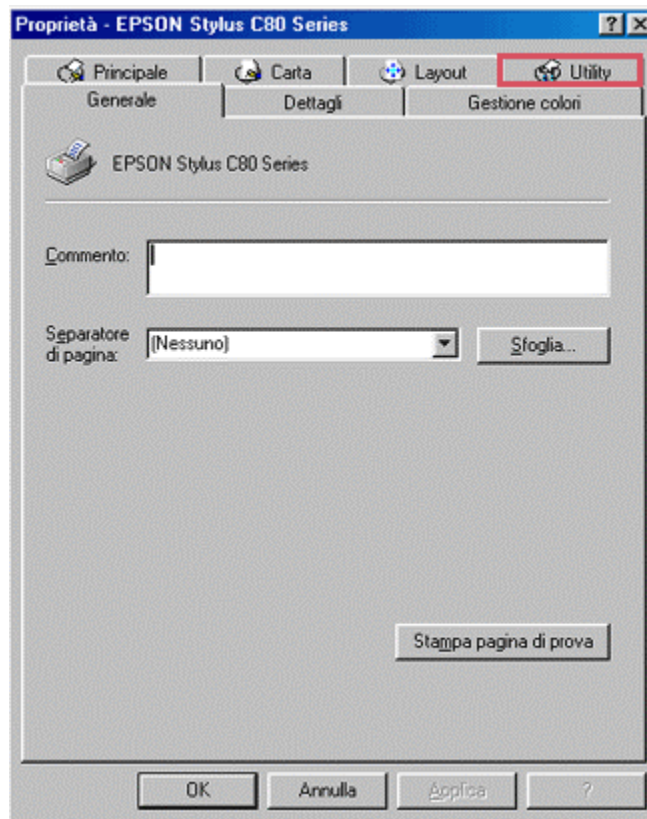 Proprietà - EPSON Stylus C80 Series
Principale
Carta
Layout
Utility
Generale
Dettagli
Gestione colori
EPSON Stylus C80 Series
Commento:
Separatore
di pagina:
(Nessuno)
Sfoglia...
Stampa pagina di prova
OK
Annulla
Applica
?